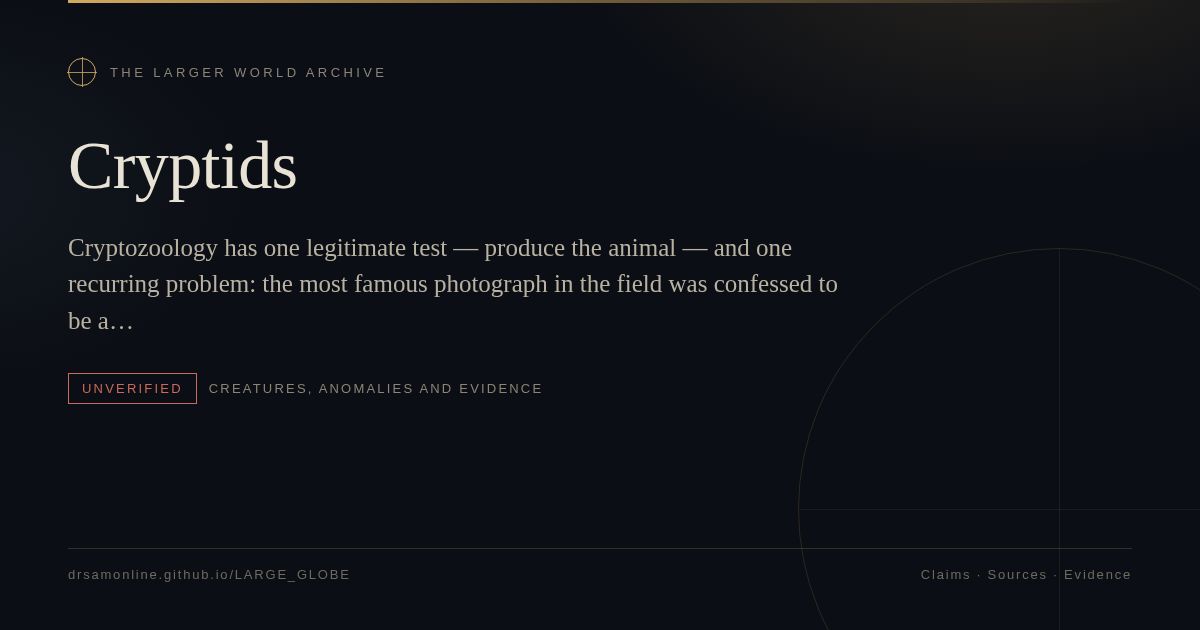 THE LARGER WORLD ARCHIVE
Cryptids
Cryptozoology has one legitimate test — produce the animal — and one
recurring problem: the most famous photograph in the field was confessed to
be a…
UNVERIFIED
CREATURES, ANOMALIES AND EVIDENCE
drsamonline.github.io/LARGE_GLOBE
Claims · Sources · Evidence